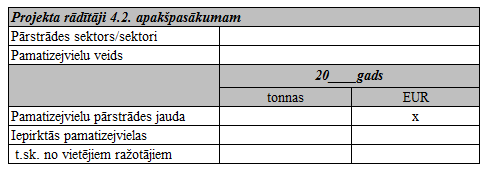 Projekta rādītāji 4.2. apakšpasākumam
Pārstrādes sektors/sektori
Pamatizejvielu veids
20____gads
tonnas EUR
Pamatizejvielu pārstrādes jauda x
Iepirktās pamatizejvielas
t.sk. no vietējiem ražotājiem